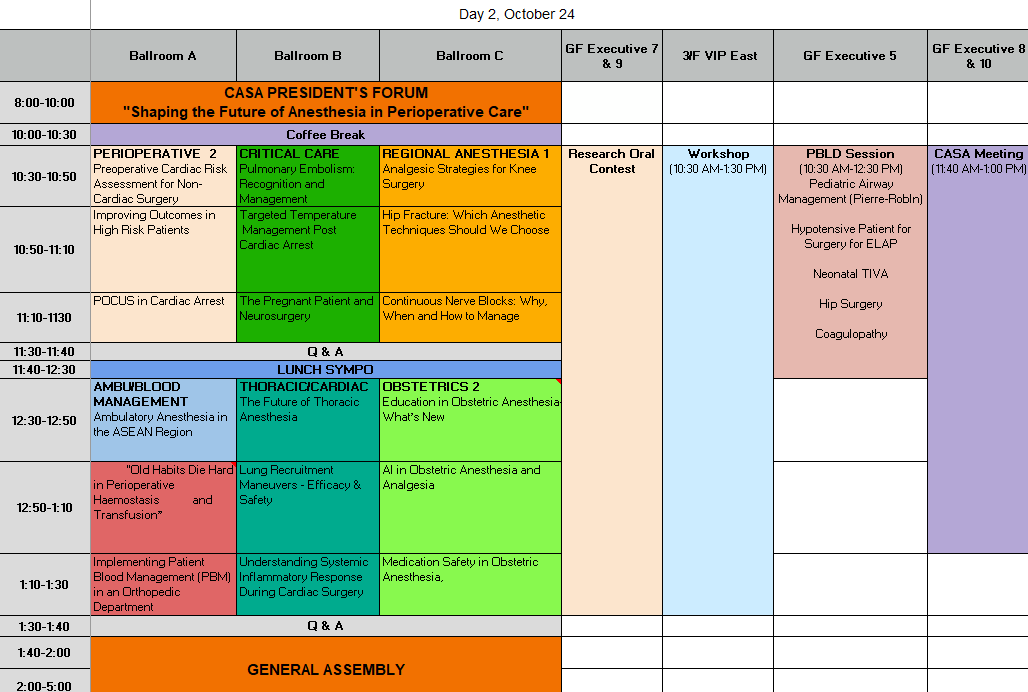 Day 2, October 24
Ballroom A
Ballroom B
Ballroom C
GF Executive 7
& 9
3/F VIP East
GF Executive 5
GF Executive 8
& 10
8:00-10:00
CASA PRESIDENT'S FORUM
"Shaping the Future of Anesthesia in Perioperative Care"
10:00-10:30
Coffee Break
10:30-10:50
PERIOPERATIVE 2
Preoperative Cardiac Risk
Assessment for Non-
Cardiac Surgery
CRITICAL CARE
Pulmonary Embolism:
Recognition and
Management
REGIONAL ANESTHESIA 1
Analgesic Strategies for Knee
Surgery
Research Oral
Contest
Workshop
(10:30 AM-1:30 PM)
PBLD Session
(10:30 AM-12:30 PM)
Pediatric Airway
Management (Pierre-Robin)
Hypotensive Patient for
Surgery for ELAP
Neonatal TIVA
Hip Surgery
Coagulopathy
CASA Meeting
(11:40 AM-1:00 PM)
10:50-11:10
Improving Outcomes in
High Risk Patients
Targeted Temperature
Management Post
Cardiac Arrest
Hip Fracture: Which Anesthetic
Techniques Should We Choose
11:10-1130
POCUS in Cardiac Arrest
The Pregnant Patient and
Neurosurgery
Continuous Nerve Blocks: Why,
When and How to Manage
11:30-11:40
Q & A
11:40-12:30
LUNCH SYMPO
12:30-12:50
AMBU/BLOOD
MANAGEMENT
Ambulatory Anesthesia in
the ASEAN Region
THORACIC/CARDIAC
The Future of Thoracic
Anesthesia
OBSTETRICS 2
Education in Obstetric Anesthesia-
What's New
12:50-1:10
"Old Habits Die Hard
in Perioperative
Haemostasis and
Transfusion”
Lung Recruitment
Maneuvers - Efficacy &
Safety
AI in Obstetric Anesthesia and
Analgesia
1:10-1:30
Implementing Patient
Blood Management (PBM)
in an Orthopedic
Department
Understanding Systemic
Inflammatory Response
During Cardiac Surgery
Medication Safety in Obstetric
Anesthesia,
1:30-1:40
Q & A
1:40-2:00
GENERAL ASSEMBLY
2:00-5:00